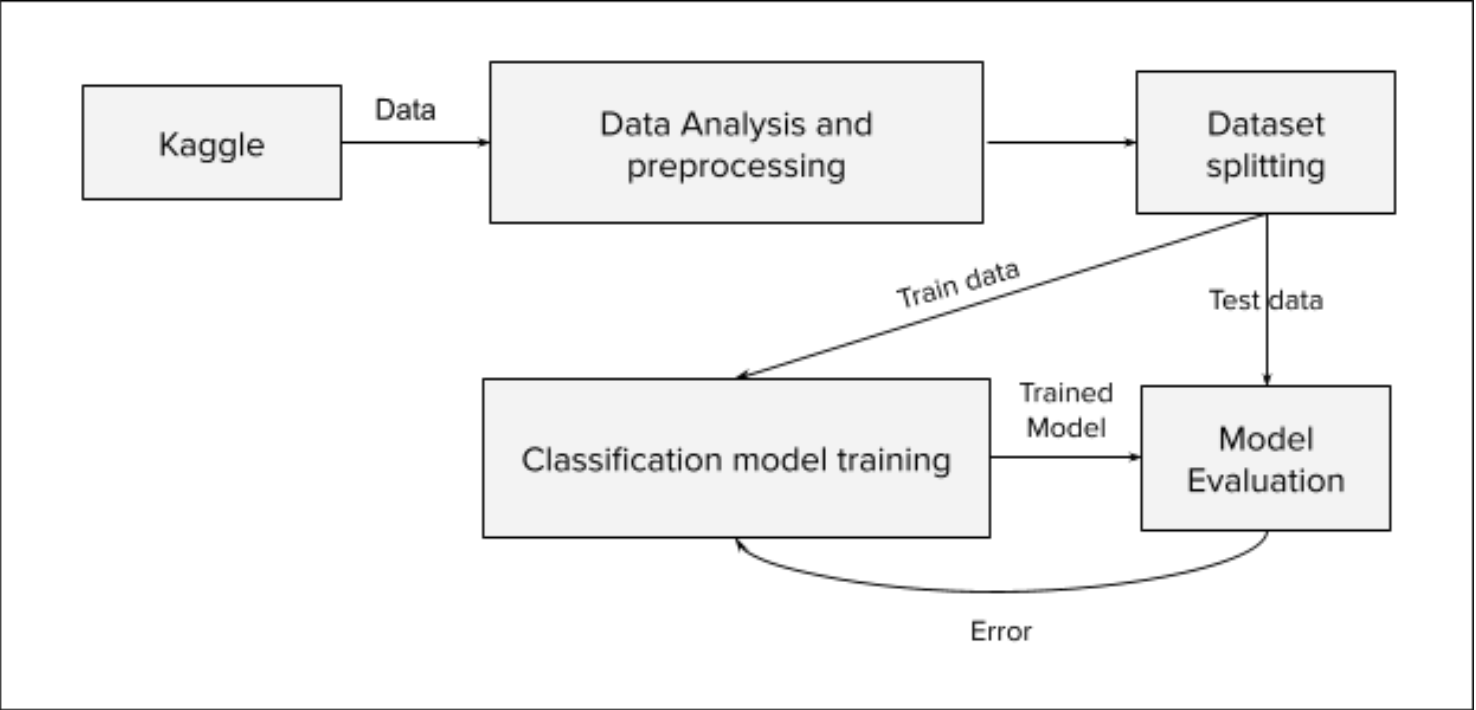 Kaggle
Data
Data Analysis and
preprocessing
Dataset
splitting
Train data
Test data
Classification model training
Trained
Model
Model
Evaluation
Error